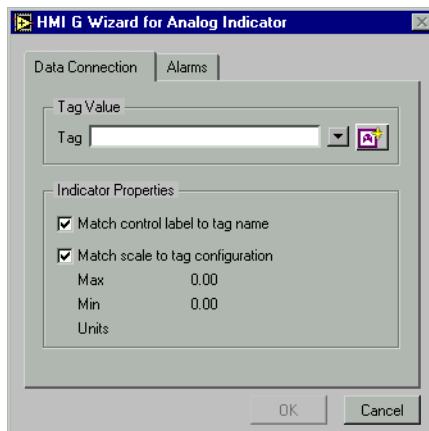 HMI G Wizard for Analog Indicator
Data Connection Alarms
Tag Value
Tag
Indicator Properties
Match control label to tag name
Match scale to tag configuration
Max 0.00
Min 0.00
Units
OK Cancel